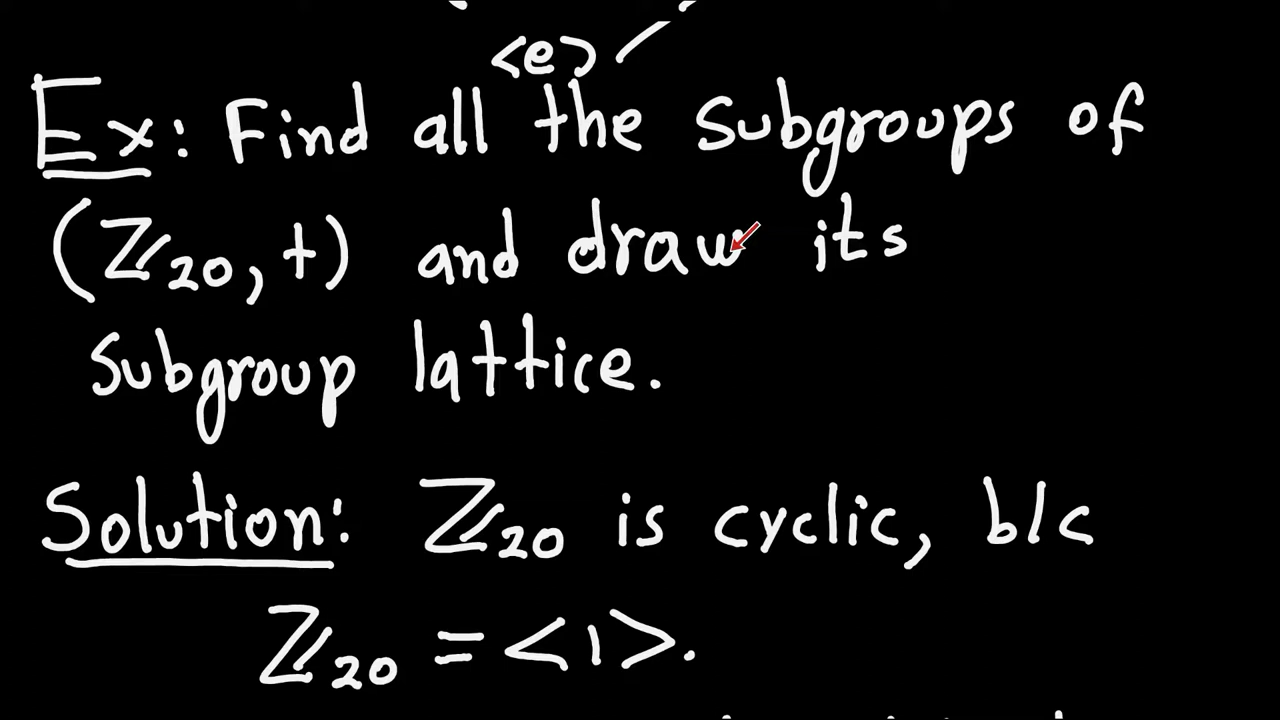 <e>
Ex: Find all the subgroups of
(ℤ₂₀, +) and draw its
subgroup lattice.
Solution: ℤ₂₀ is cyclic, b/c
ℤ₂₀ = <1>.